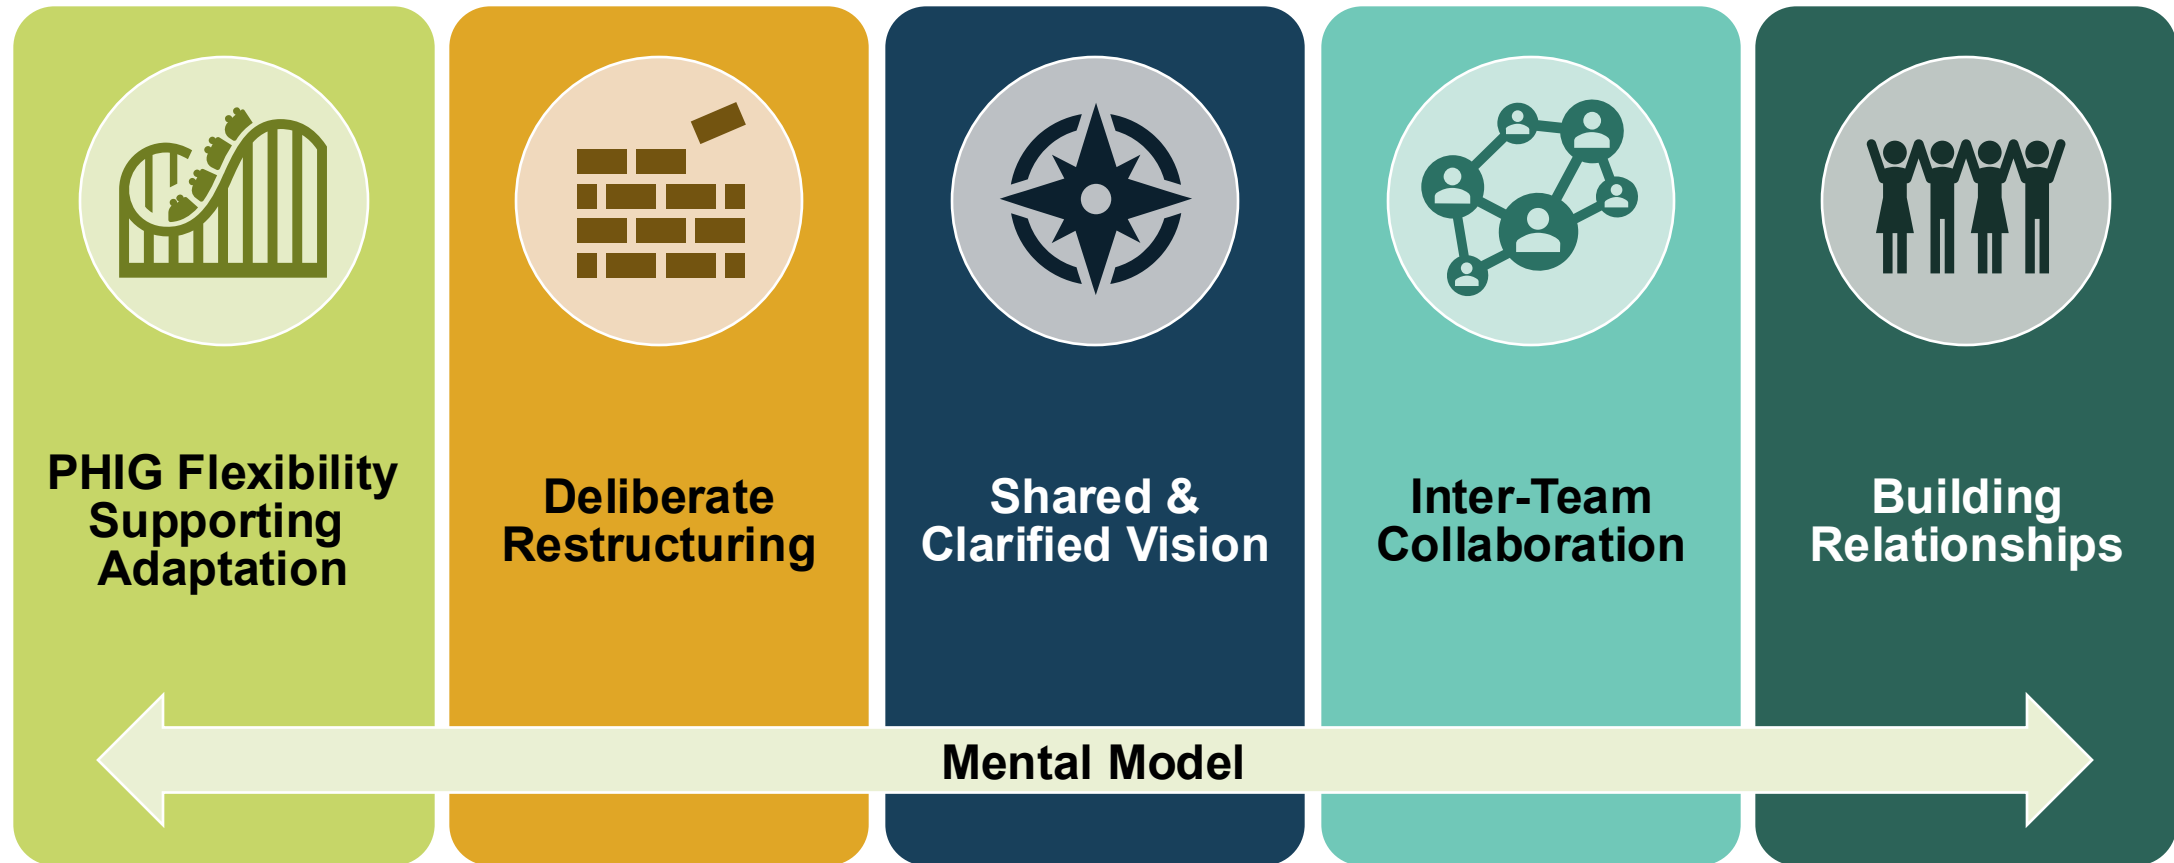 PHIG Flexibility
Supporting
Adaptation
Deliberate
Restructuring
Shared &
Clarified Vision
Inter-Team
Collaboration
Building
Relationships
Mental Model